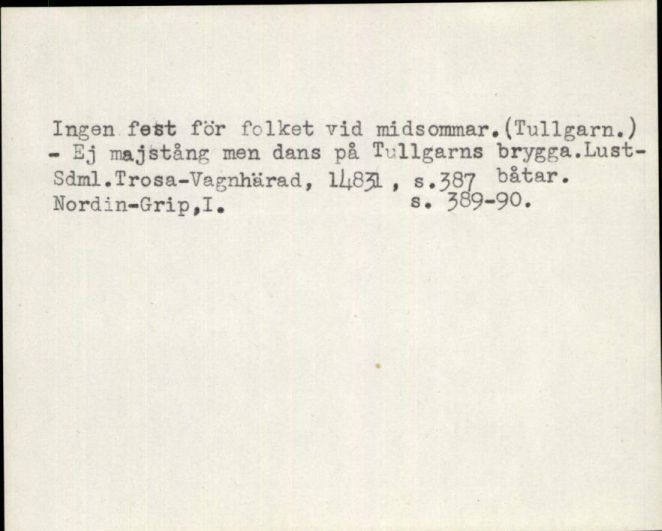 Ingen fest för folket vid midsommar.(Tullgarn.)
- Ej majstång men dans på Tullgarns brygga.Lust-
Sdml.Trosa-Vagnhärad, 14831 , s.387 båtar.
Nordin-Grip,I. s. 389-90.